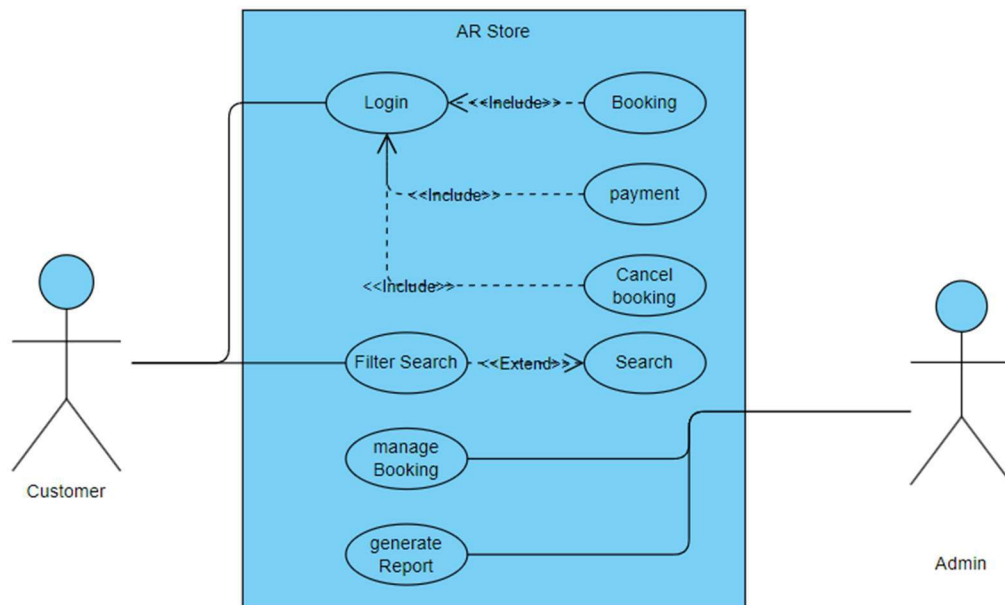 AR Store
Login
<<Include>>
Booking
<<Include>>
payment
<<Include>>
Cancel
booking
Filter Search
<<Extend>>
Search
manage
Booking
Customer
generate
Report
Admin